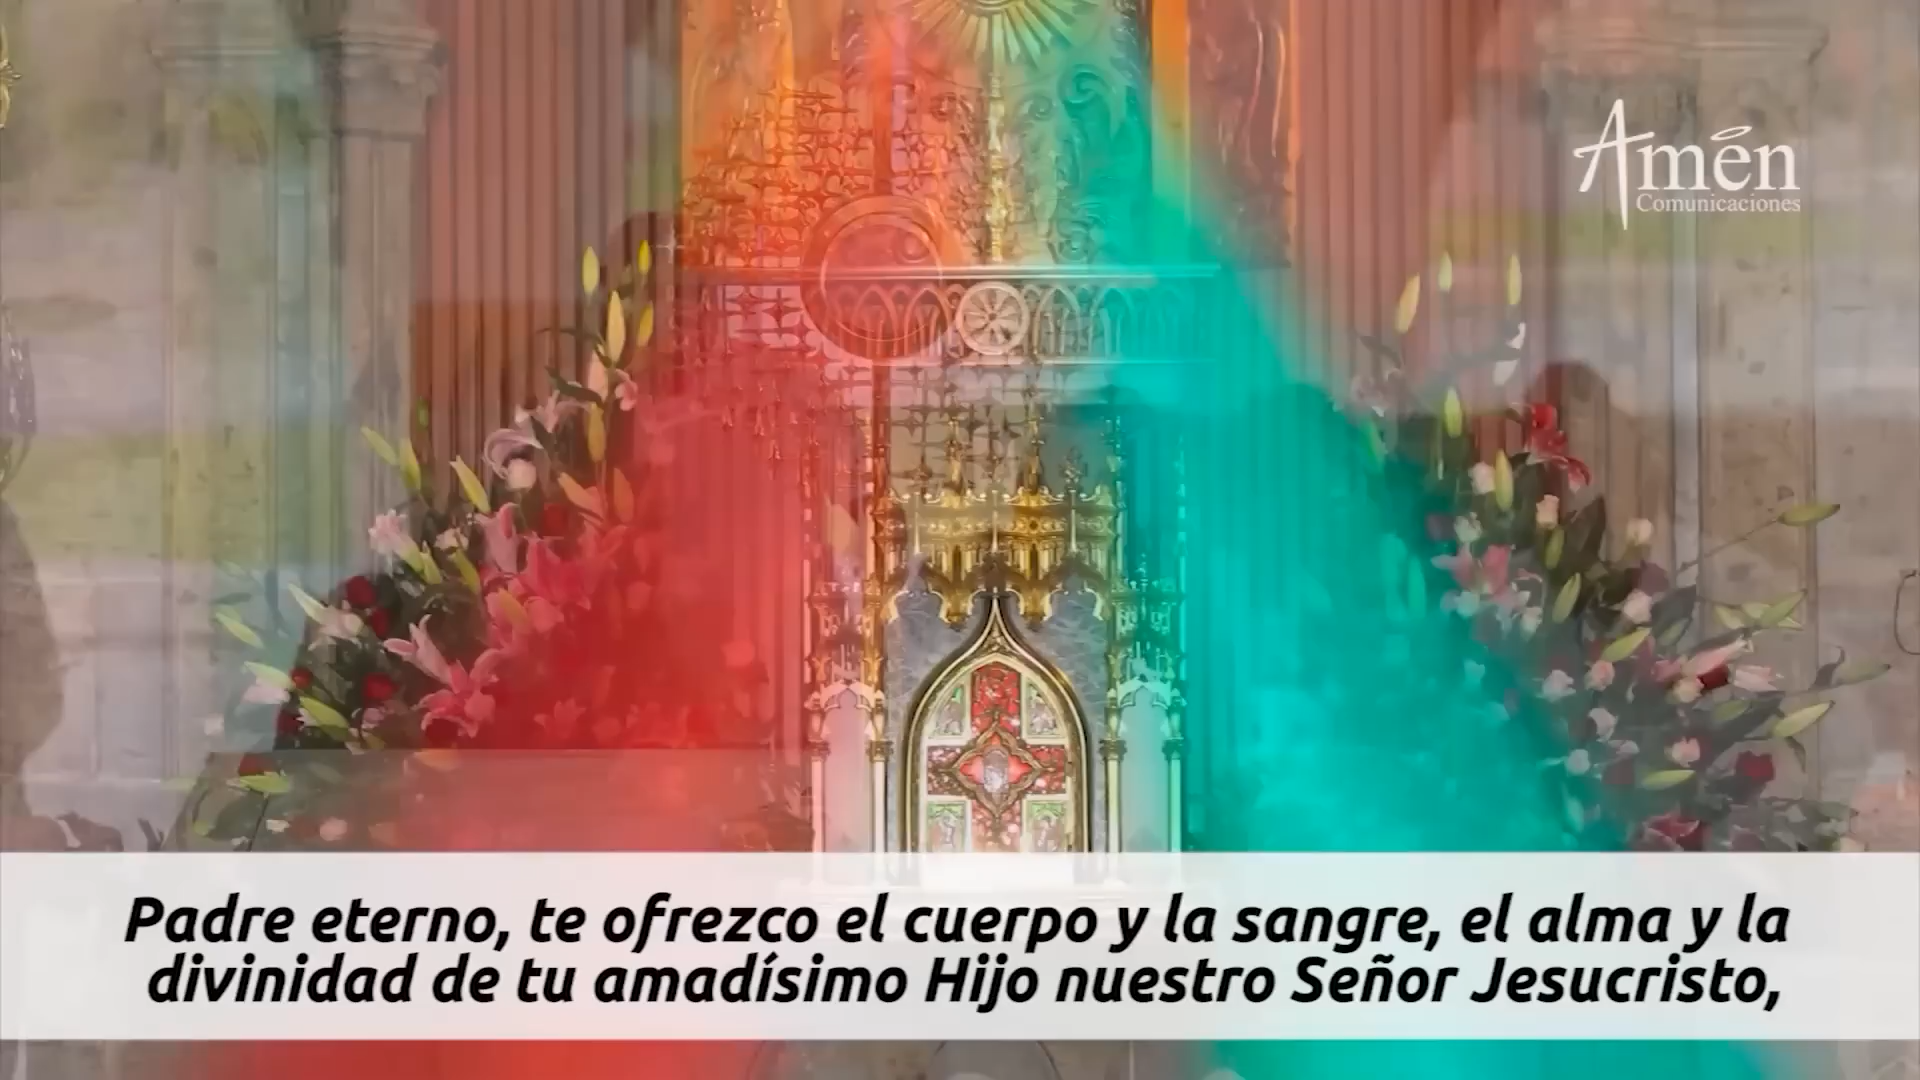 Amén
Comunicaciones
Padre eterno, te ofrezco el cuerpo y la sangre, el alma y la
divinidad de tu amadísimo Hijo nuestro Señor Jesucristo,